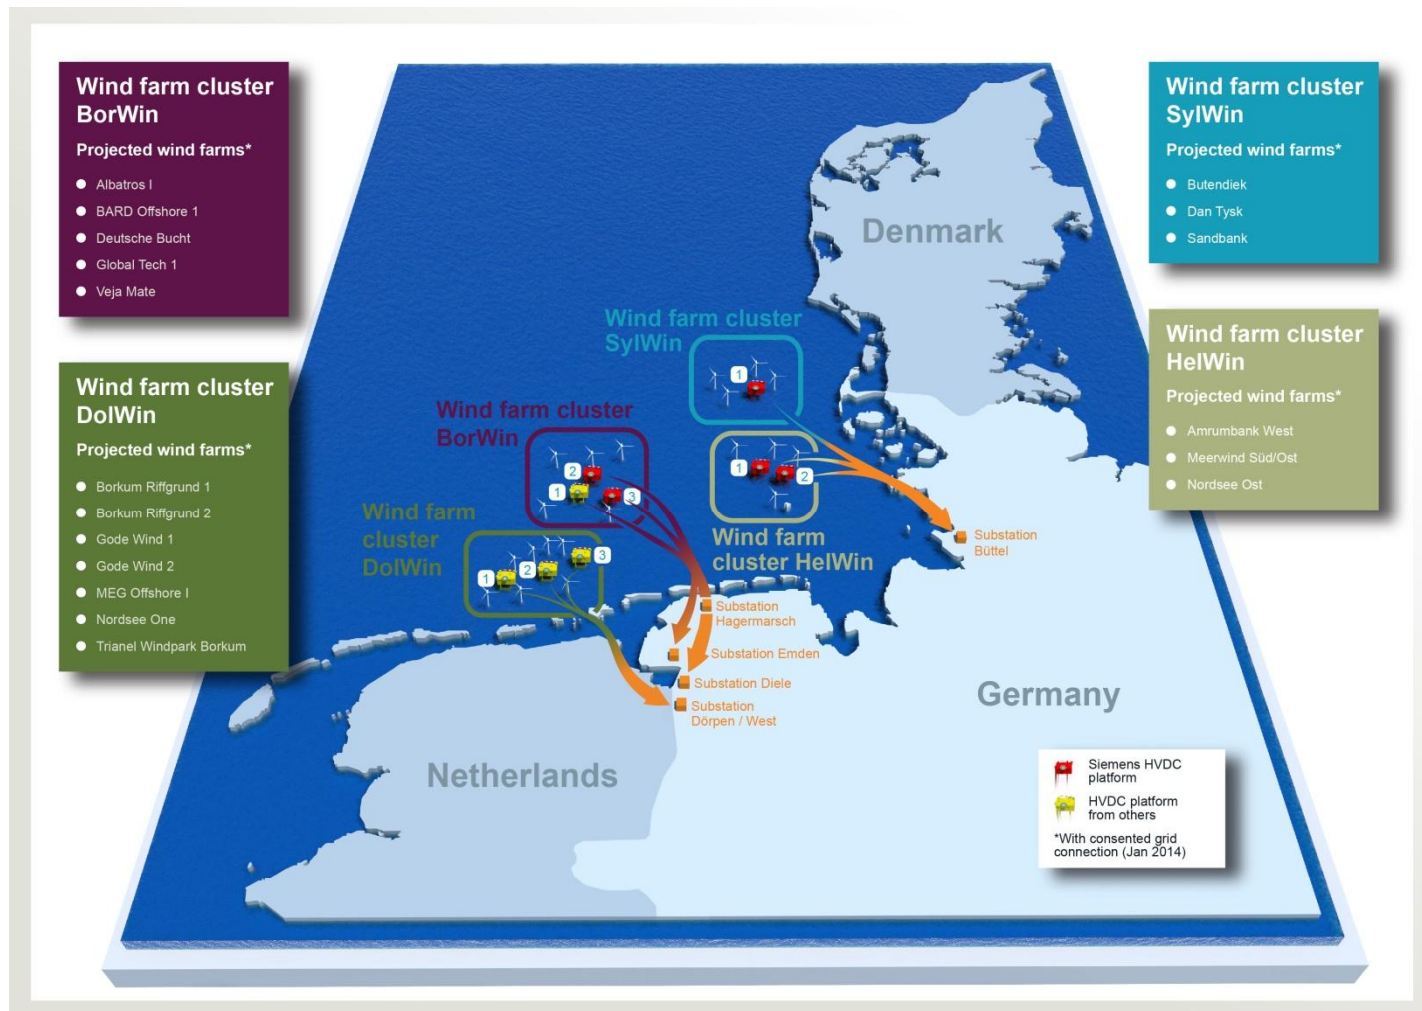 Wind farm cluster
BorWin
Projected wind farms*
Albatros I
BARD Offshore 1
Deutsche Bucht
Global Tech 1
Veja Mate
Wind farm cluster
DolWin
Projected wind farms*
Borkum Riffgrund 1
Borkum Riffgrund 2
Gode Wind 1
Gode Wind 2
MEG Offshore I
Nordsee One
Trianel Windpark Borkum
Wind farm cluster
SylWin
Projected wind farms*
Butendiek
Dan Tysk
Sandbank
Wind farm cluster
HelWin
Projected wind farms*
Amrumbank West
Meerwind Süd/Ost
Nordsee Ost
Denmark
Wind farm cluster
SylWin
1
Wind farm cluster
BorWin
2
1
3
1
2
Wind farm
cluster HelWin
Wind farm
cluster
DolWin
1
2
3
Substation
Büttel
Substation
Hagermarsch
Substation Emden
Substation Diele
Substation
Dörpen / West
Germany
Netherlands
Siemens HVDC
platform
HVDC platform
from others
*With consented grid
connection (Jan 2014)